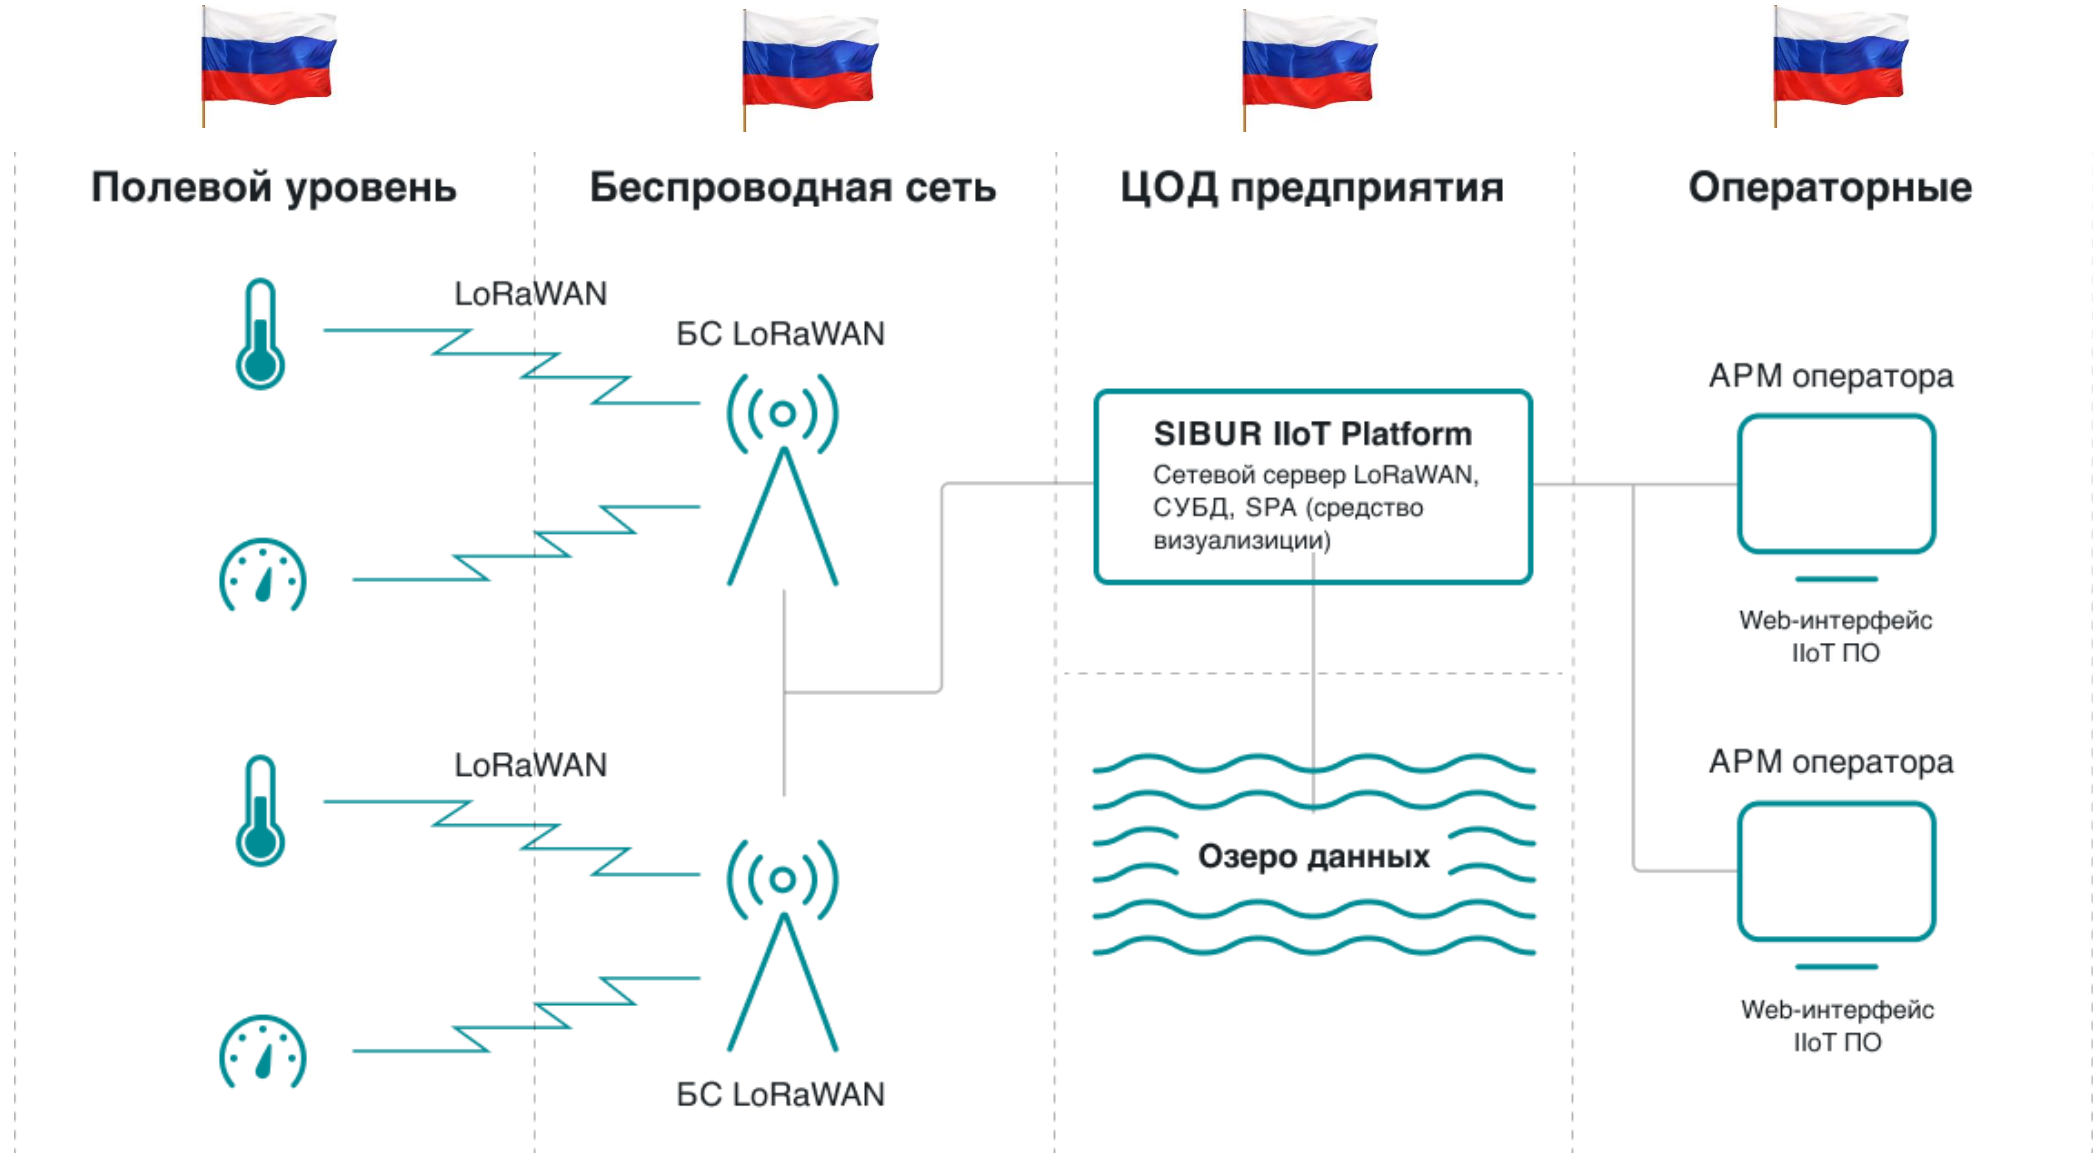 Полевой уровень
Беспроводная сеть
ЦОД предприятия
Операторные
LoRaWAN
БС LoRaWAN
SIBUR IIoT Platform
Сетевой сервер LoRaWAN,
СУБД, SPA (средство
визуализиции)
АРМ оператора
Web-интерфейс
IIoT ПО
LoRaWAN
БС LoRaWAN
Озеро данных
АРМ оператора
Web-интерфейс
IIoT ПО